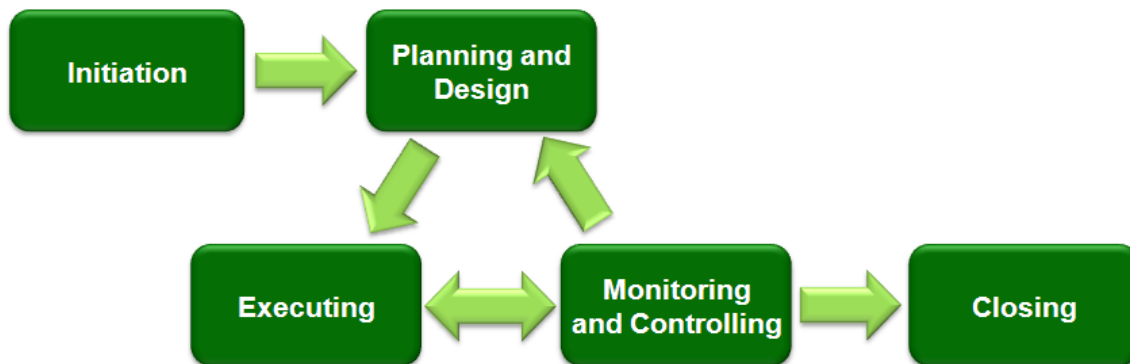 Initiation
Planning and
Design
Executing
Monitoring
and Controlling
Closing